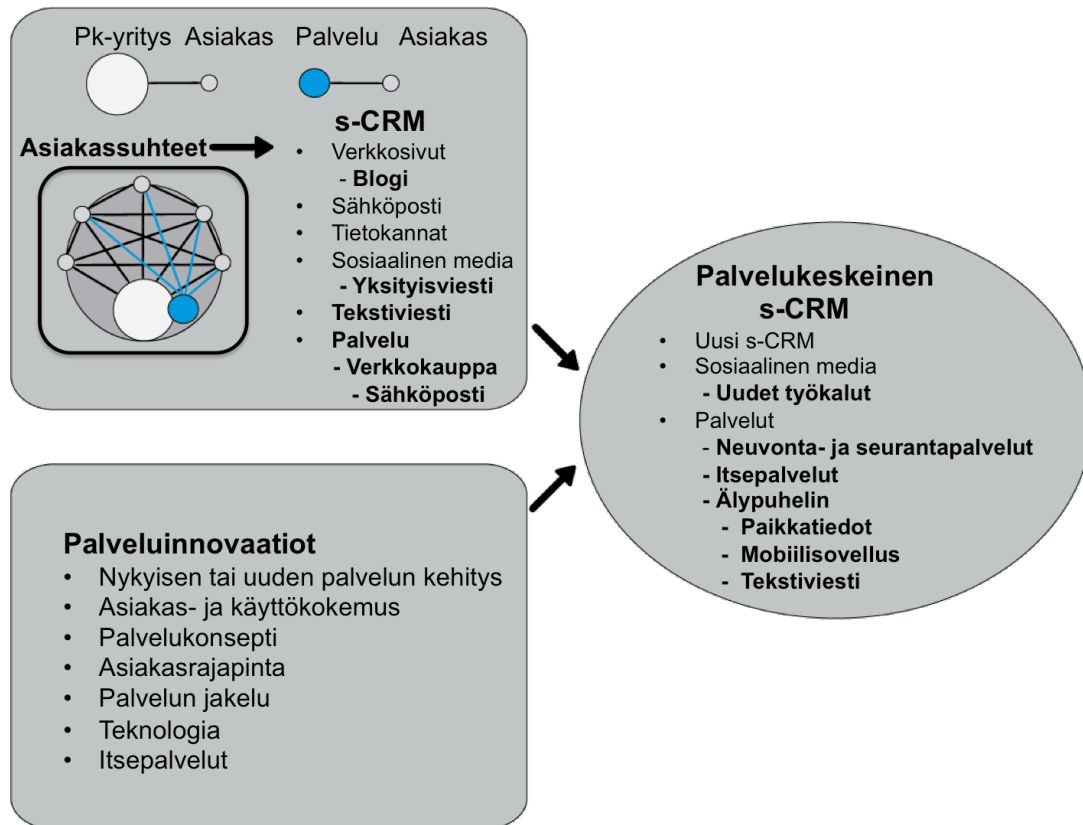 Pk-yritys Asiakas Palvelu Asiakas
Asiakassuhteet
s-CRM
• Verkkosivut
- Blogi
• Sähköposti
• Tietokannat
• Sosiaalinen media
- Yksityisviesti
• Tekstiviesti
• Palvelu
- Verkkokauppa
- Sähköposti
Palveluinnovaatiot
• Nykyisen tai uuden palvelun kehitys
• Asiakas- ja käyttökokemus
• Palvelukonsepti
• Asiakasrajapinta
• Palvelun jakelu
• Teknologia
• Itsepalvelut
Palvelukeskeinen
s-CRM
• Uusi s-CRM
• Sosiaalinen media
- Uudet työkalut
• Palvelut
- Neuvonta- ja seurantapalvelut
- Itsepalvelut
- Älypuhelin
- Paikkatiedot
- Mobiilisovellus
- Tekstiviesti